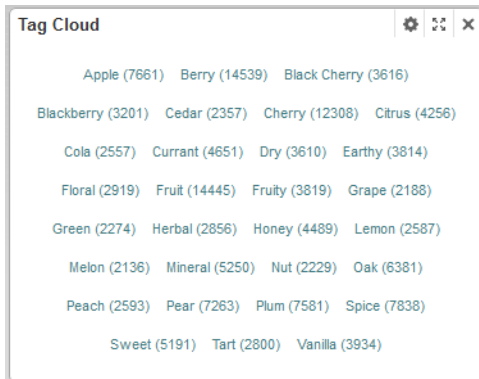 Tag Cloud
Apple (7661) Berry (14539) Black Cherry (3616)
Blackberry (3201) Cedar (2357) Cherry (12308) Citrus (4256)
Cola (2557) Currant (4651) Dry (3610) Earthy (3814)
Floral (2919) Fruit (14445) Fruity (3819) Grape (2188)
Green (2274) Herbal (2856) Honey (4489) Lemon (2587)
Melon (2136) Mineral (5250) Nut (2229) Oak (6381)
Peach (2593) Pear (7263) Plum (7581) Spice (7838)
Sweet (5191) Tart (2800) Vanilla (3934)